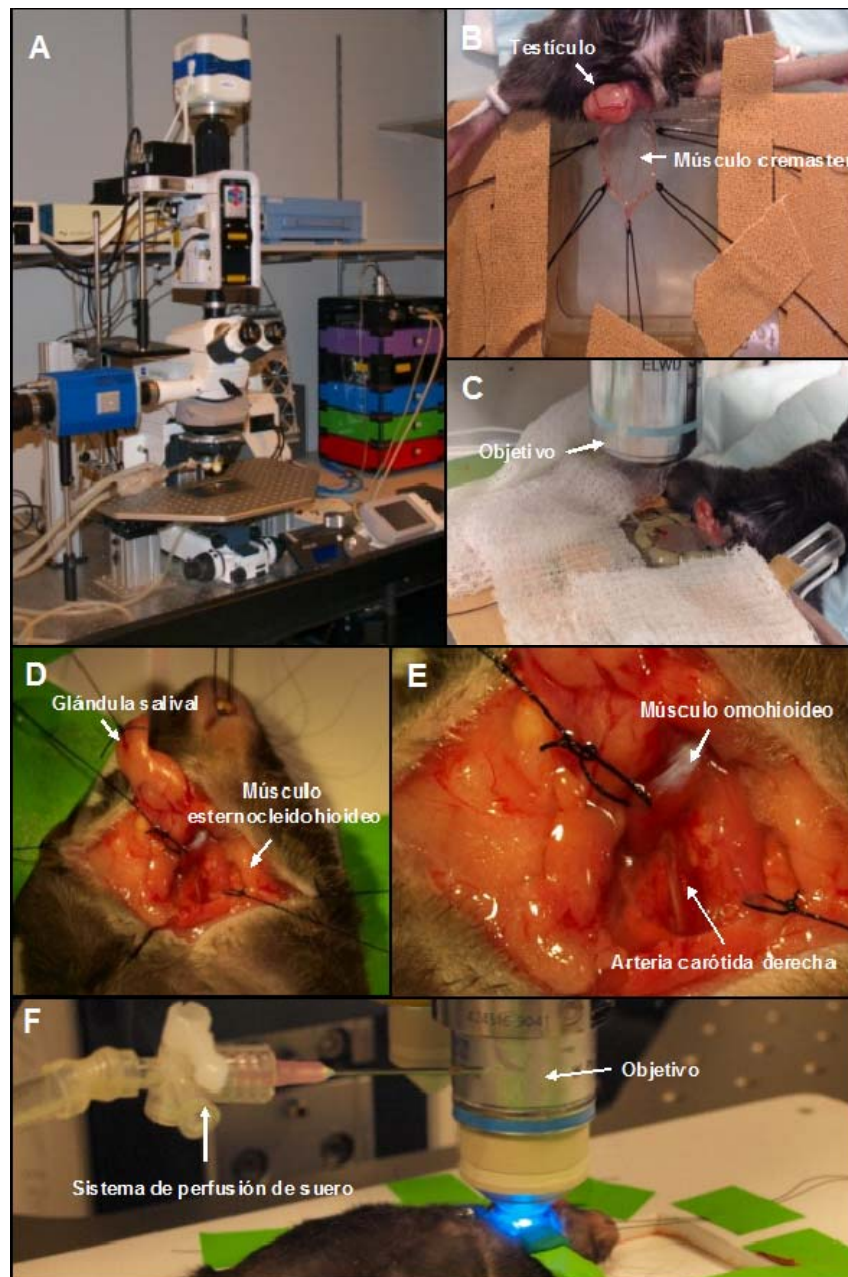 A
B
Testículo
Músculo cremaster
C
ELWD
Objetivo
D
Glándula salival
Músculo
esternocleidohioideo
E
Músculo omohioideo
Arteria carótida derecha
F
Objetivo
Sistema de perfusión de suero